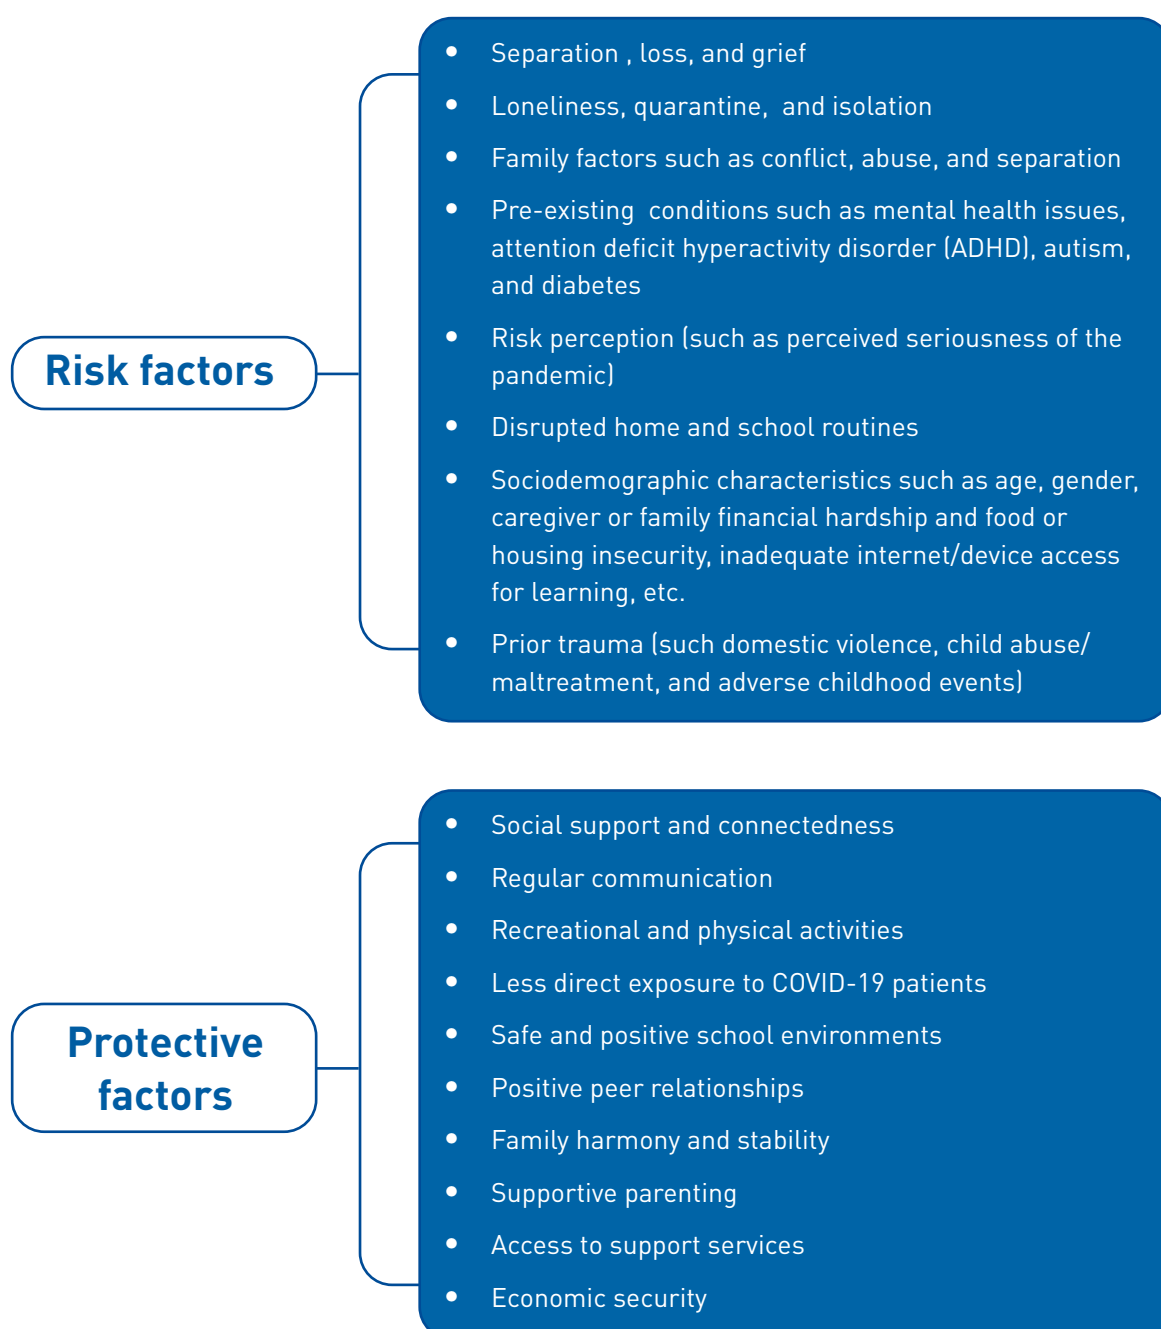 Risk factors
• Separation , loss, and grief
• Loneliness, quarantine,  and isolation
• Family factors such as conflict, abuse, and separation
• Pre-existing  conditions such as mental health issues,
attention deficit hyperactivity disorder (ADHD), autism,
and diabetes
• Risk perception (such as perceived seriousness of the
pandemic)
• Disrupted home and school routines
• Sociodemographic characteristics such as age, gender,
caregiver or family financial hardship and food or
housing insecurity, inadequate internet/device access
for learning, etc.
• Prior trauma (such domestic violence, child abuse/
maltreatment, and adverse childhood events)
Protective
factors
• Social support and connectedness
• Regular communication
• Recreational and physical activities
• Less direct exposure to COVID-19 patients
• Safe and positive school environments
• Positive peer relationships
• Family harmony and stability
• Supportive parenting
• Access to support services
• Economic security